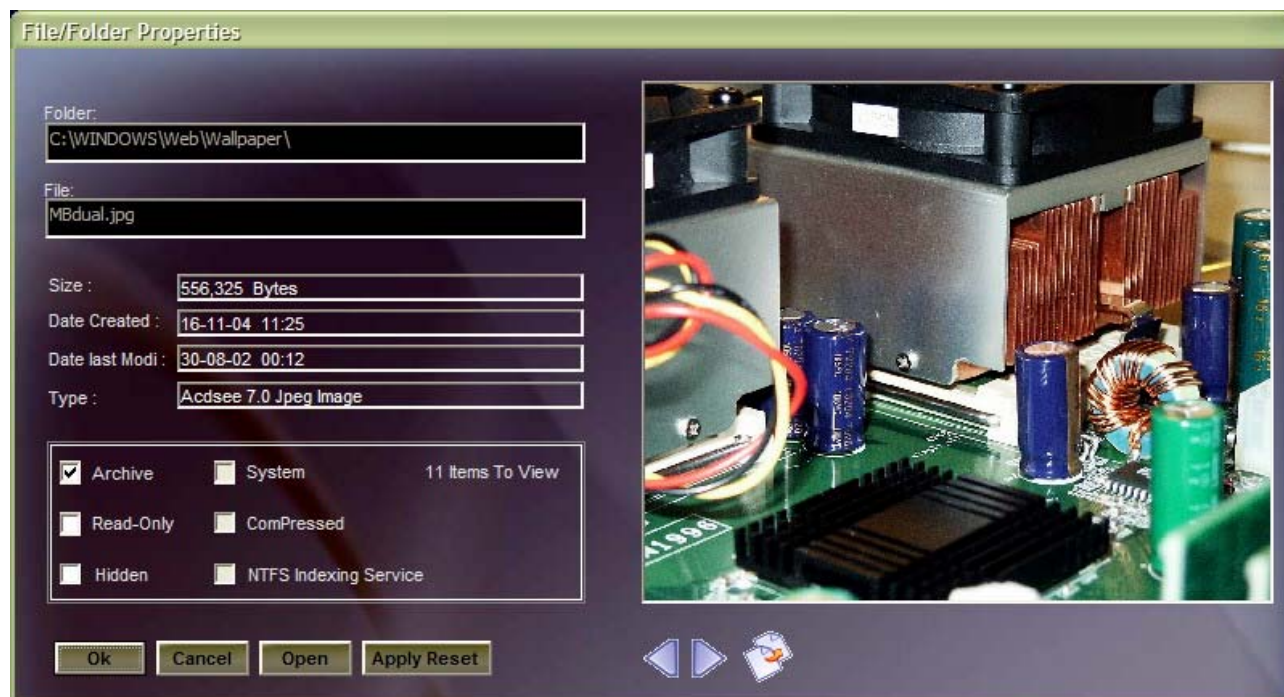 File/Folder Properties
Folder:
C:\WINDOWS\Web\Wallpaper\
File:
MBdual.jpg
Size :
556,325 Bytes
Date Created :
16-11-04 11:25
Date last Modi :
30-08-02 00:12
Type :
Acdsee 7.0 Jpeg Image
Archive
System
11 Items To View
Read-Only
ComPressed
Hidden
NTFS Indexing Service
1996
Ok
Cancel
Open
Apply Reset